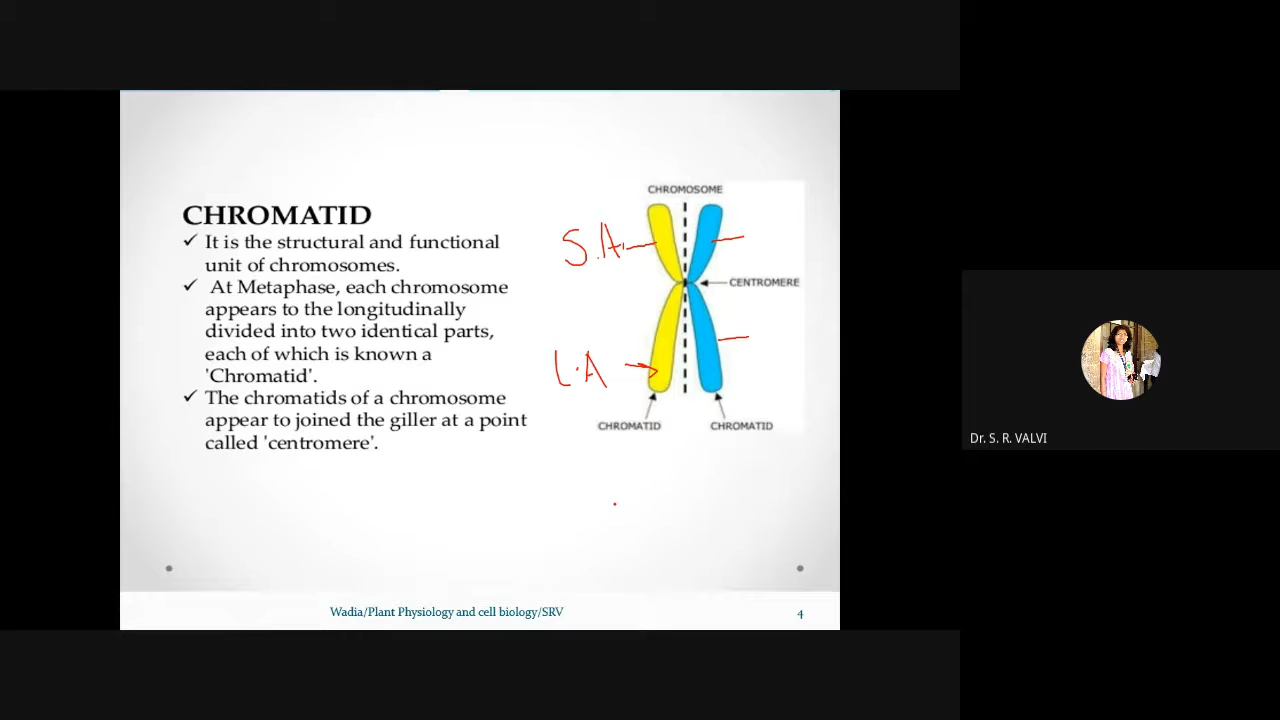 CHROMATID
✓ It is the structural and functional
unit of chromosomes.
✓ At Metaphase, each chromosome
appears to the longitudinally
divided into two identical parts,
each of which is known a
'Chromatid'.
✓ The chromatids of a chromosome
appear to joined the giller at a point
called 'centromere'.
CHROMOSOME
S.A.
CENTROMERE
L.A
CHROMATID
CHROMATID
Wadia/Plant Physiology and cell biology/SRV
4
Dr. S. R. VALVI